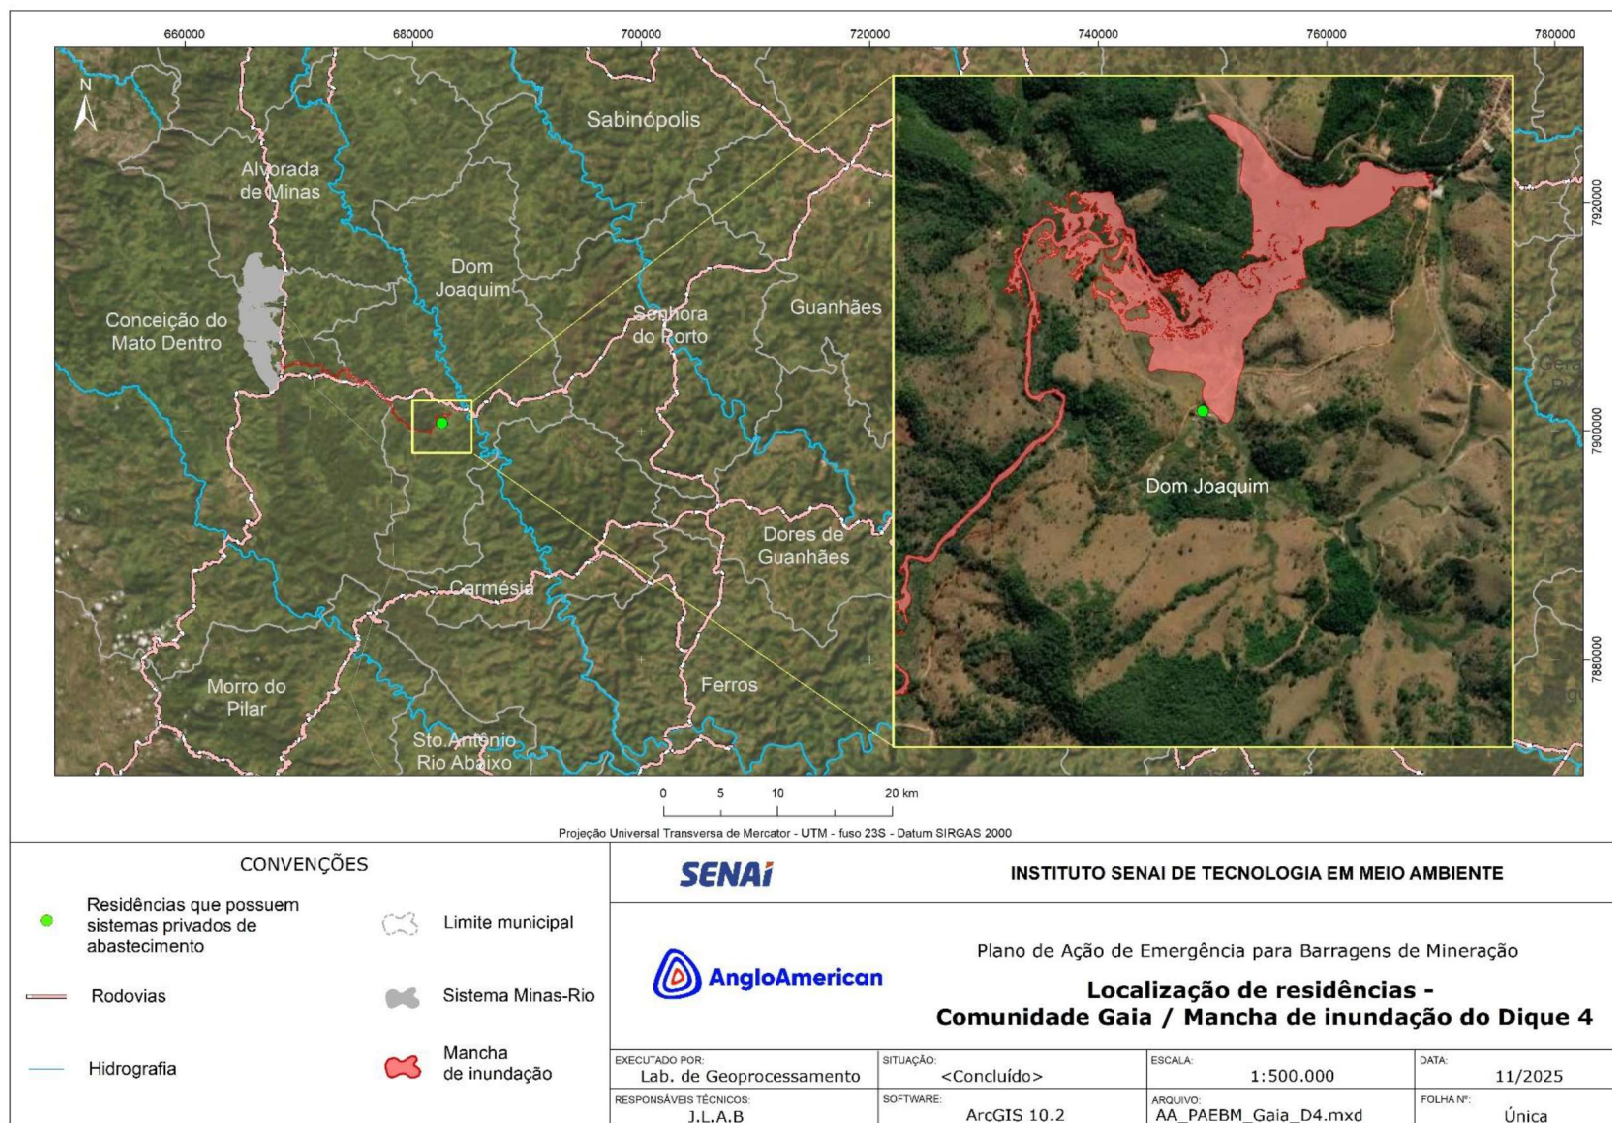 660000
680000
700000
720000
740000
760000
780000
N
Sabinópolis
Alvorada
de Minas
Dom
Joaquim
Conceição do
Mato Dentro
Senhora
do Porto
Guanhães
Dores de
Guanhães
Carmésia
Morro do
Pilar
Ferros
Sto.Antônio
Rio Abaixo
Dom Joaquim
7920000
7900000
7880000
0 5 10 20 km
Projeção Universal Transversa de Mercator - UTM - fuso 23S - Datum SIRGAS 2000
CONVENÇÕES
Residências que possuem
sistemas privados de
abastecimento
Rodovias
Hidrografia
Limite municipal
Sistema Minas-Rio
Mancha
de inundação
SENAI
INSTITUTO SENAI DE TECNOLOGIA EM MEIO AMBIENTE
AngloAmerican
Plano de Ação de Emergência para Barragens de Mineração
Localização de residências -
Comunidade Gaia / Mancha de inundação do Dique 4
EXECUTADO POR:
Lab. de Geoprocessamento
SITUAÇÃO:
<Concluído>
ESCALA:
1:500.000
DATA:
11/2025
RESPONSÁVEIS TÉCNICOS:
J.L.A.B
SOFTWARE:
ArcGIS 10.2
ARQUIVO:
AA_PAEBM_Gaia_D4.mxd
FOLHA Nº:
Única